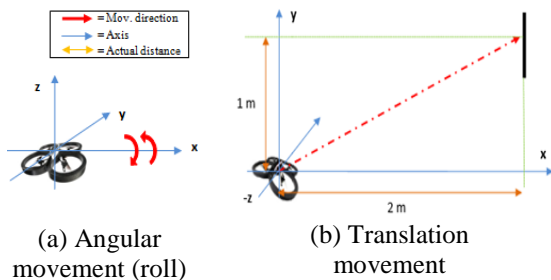 = Mov. direction
= Axis
= Actual distance
z
y
x
(a) Angular
movement (roll)
y
1 m
x
-z
2 m
(b) Translation
movement